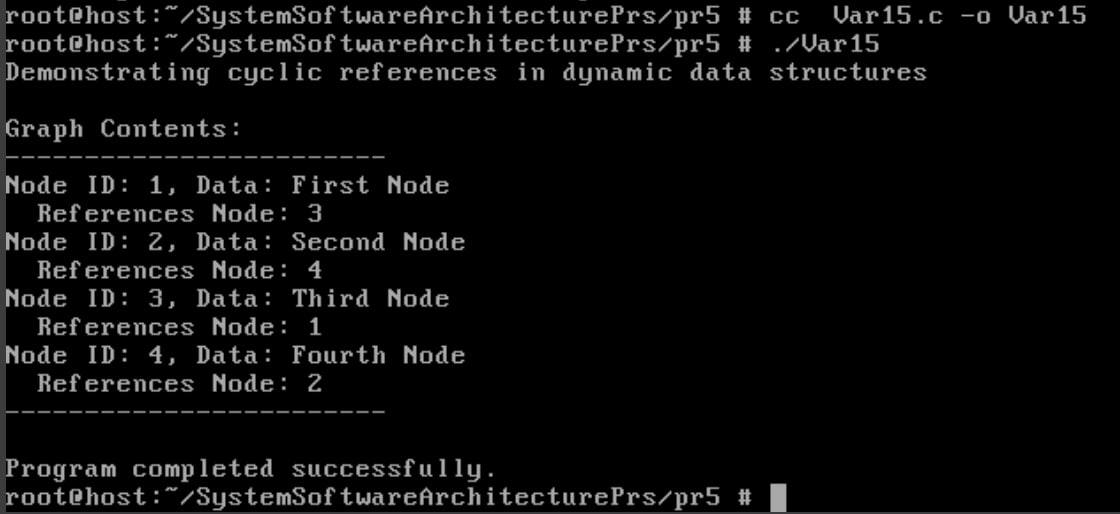 root@host:~/SystemSoftwareArchitecturePrs/pr5 # cc  Var15.c -o Var15
root@host:~/SystemSoftwareArchitecturePrs/pr5 # ./Var15
Demonstrating cyclic references in dynamic data structures
Graph Contents:
------------------------
Node ID: 1, Data: First Node
  References Node: 3
Node ID: 2, Data: Second Node
  References Node: 4
Node ID: 3, Data: Third Node
  References Node: 1
Node ID: 4, Data: Fourth Node
  References Node: 2
------------------------
Program completed successfully.
root@host:~/SystemSoftwareArchitecturePrs/pr5 #